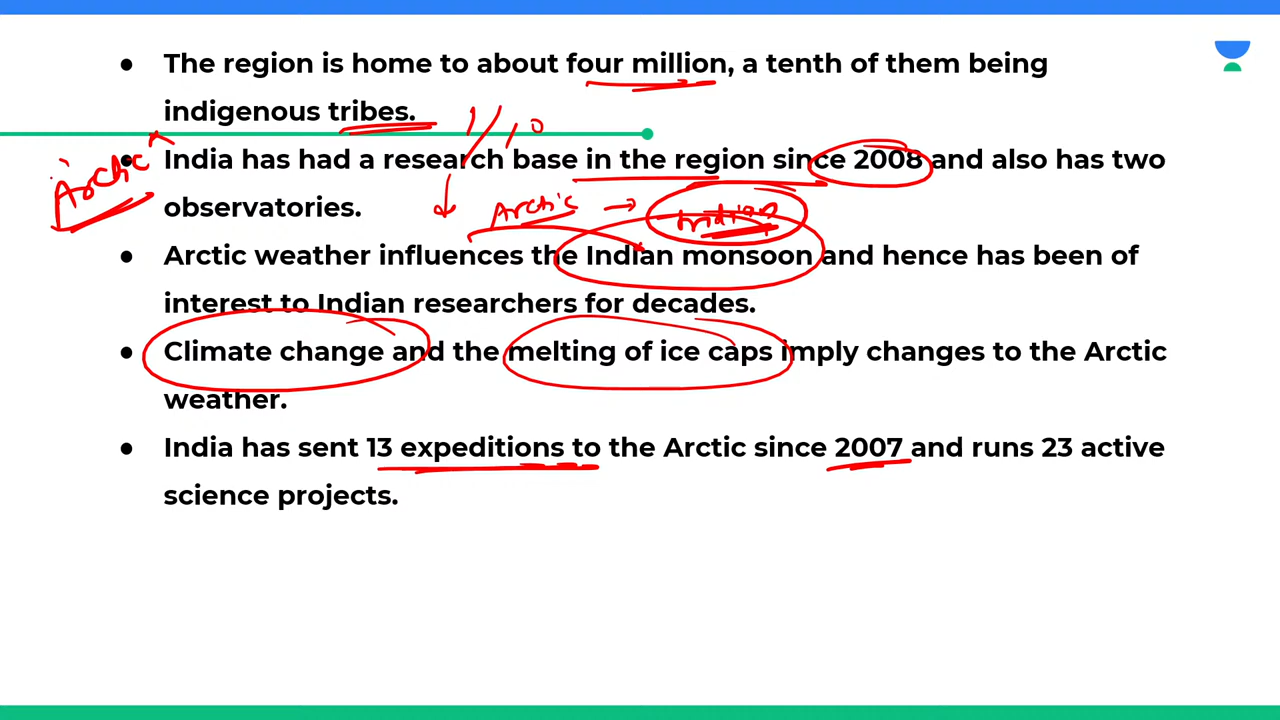 • The region is home to about four million, a tenth of them being
indigenous tribes.
1/10
Arctic
• India has had a research base in the region since 2008 and also has two
observatories.
Arctic → Indian
• Arctic weather influences the Indian monsoon and hence has been of
interest to Indian researchers for decades.
• Climate change and the melting of ice caps imply changes to the Arctic
weather.
• India has sent 13 expeditions to the Arctic since 2007 and runs 23 active
science projects.